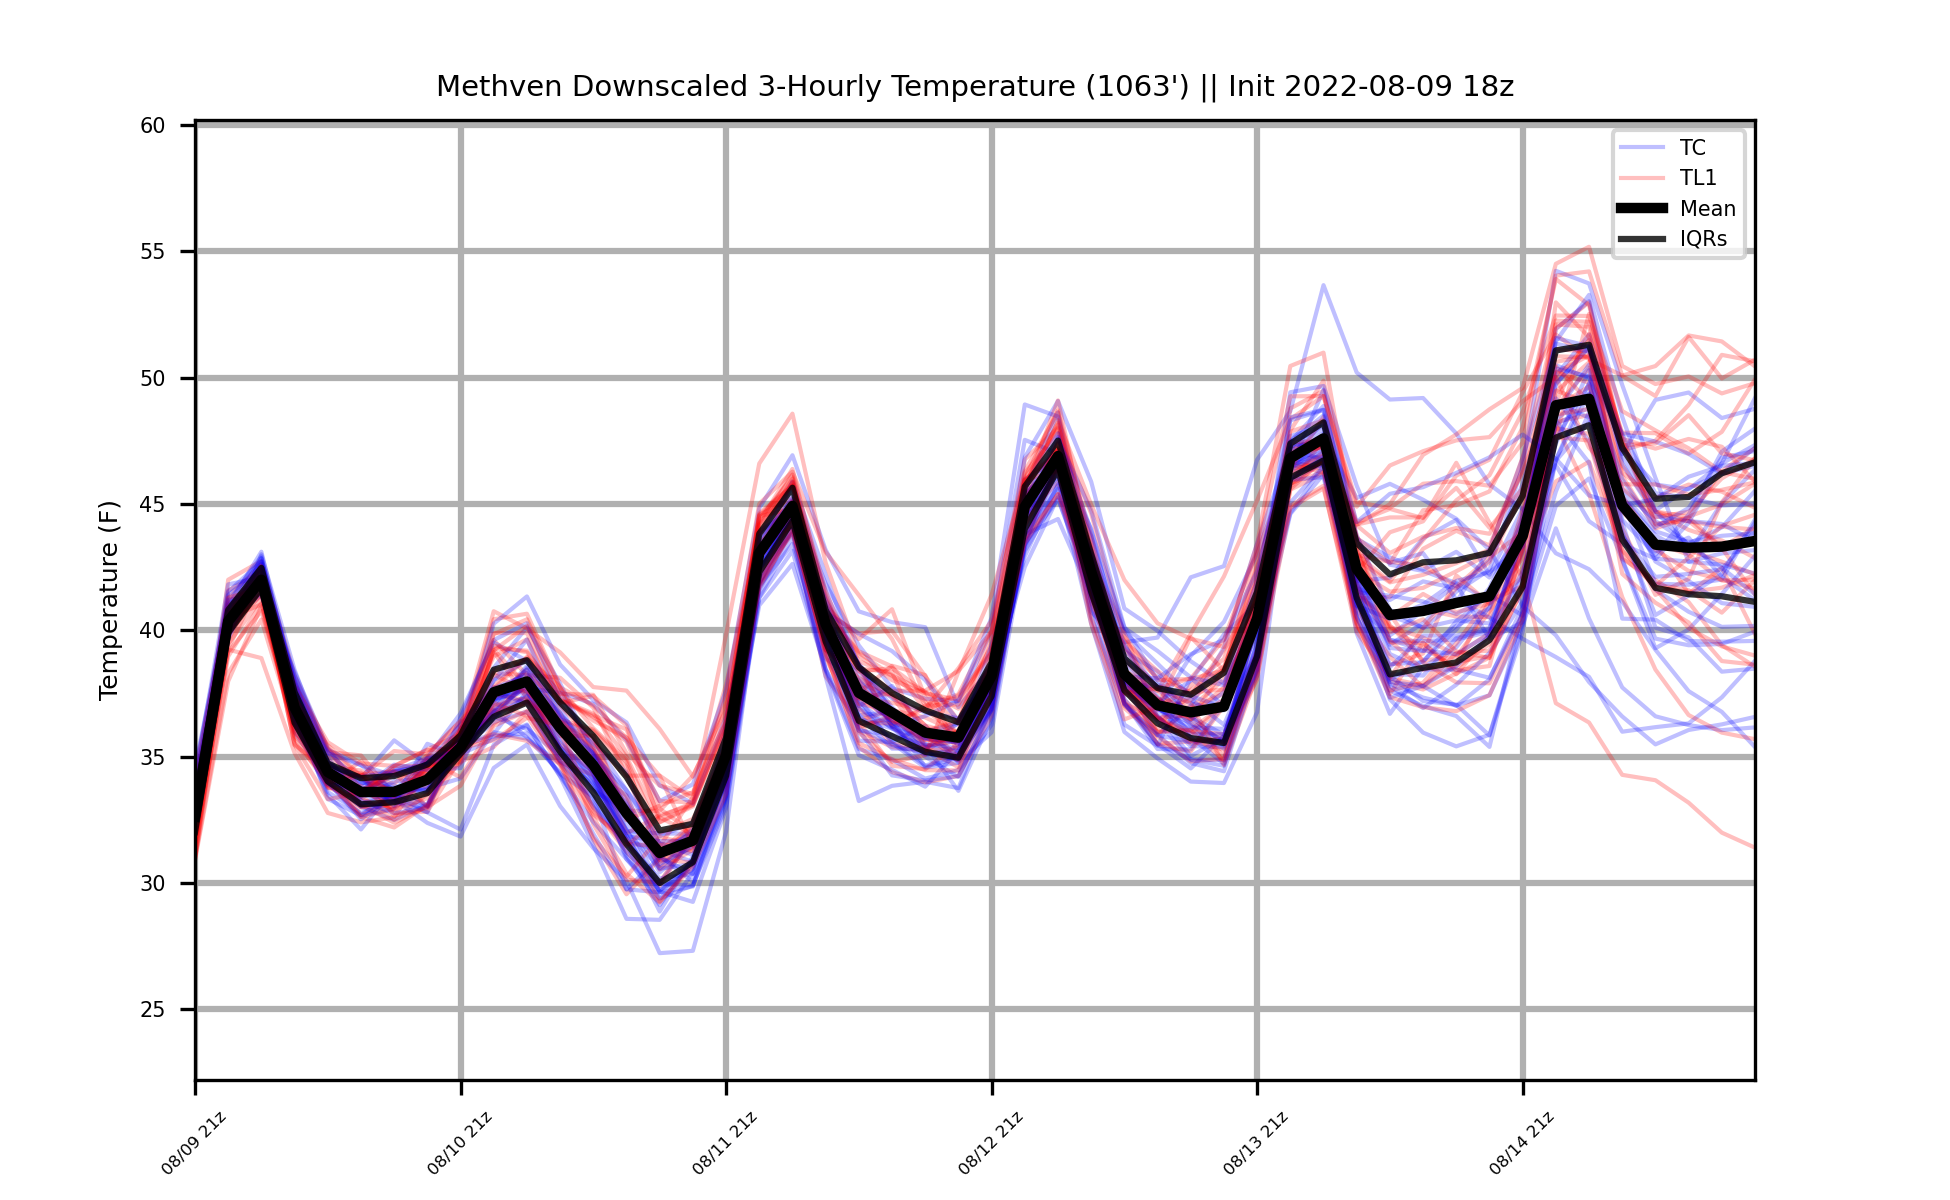 Methven Downscaled 3-Hourly Temperature (1063') || Init 2022-08-09 18z
TC
TL1
Mean
IQRs
Temperature (F)
60
55
50
45
40
35
30
25
08/09 21z
08/10 21z
08/11 21z
08/12 21z
08/13 21z
08/14 21z